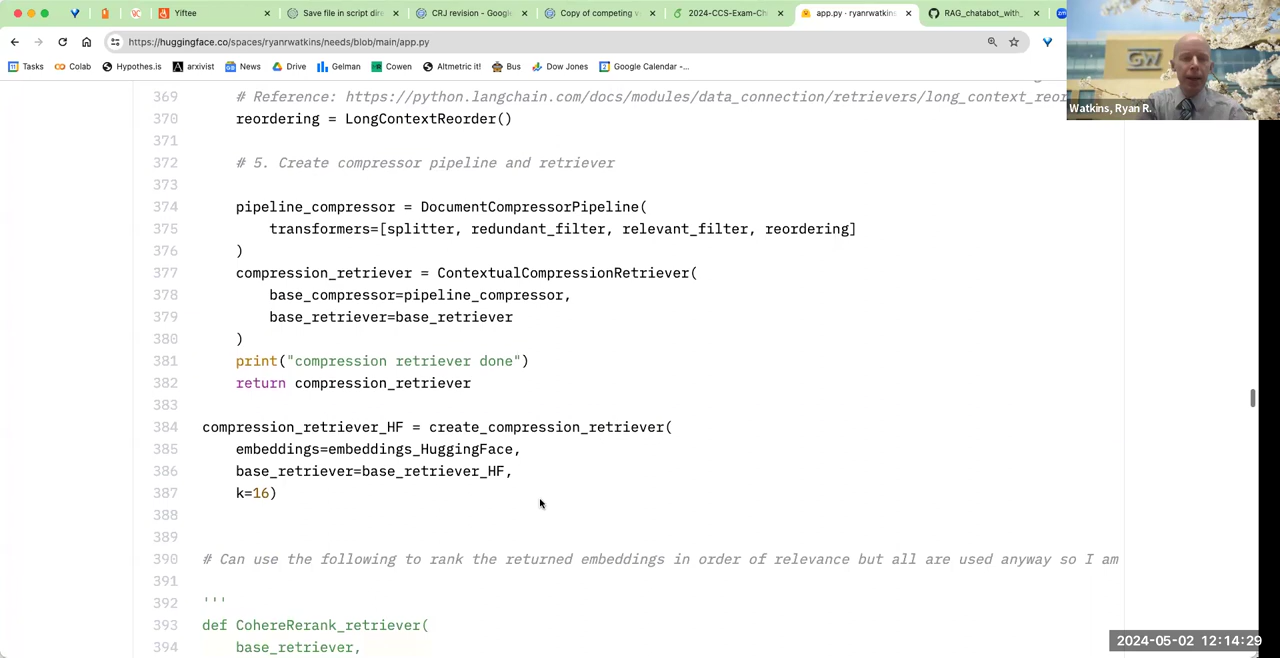 Yiftee
Save file in script dire
CRJ revision - Google
Copy of competing v
2024-CCS-Exam-Ch
app.py · ryanrwatkins
RAG_chatabot_with_
https://huggingface.co/spaces/ryanrwatkins/needs/blob/main/app.py
Tasks
Colab
Hypothes.is
arxivist
News
Drive
Gelman
Cowen
Altmetric it!
Bus
Dow Jones
Google Calendar -...
GW
Watkins, Ryan R.
369 # Reference: https://python.langchain.com/docs/modules/data_connection/retrievers/long_context_reor
370 reordering = LongContextReorder()
371
372 # 5. Create compressor pipeline and retriever
373
374 pipeline_compressor = DocumentCompressorPipeline(
375 transformers=[splitter, redundant_filter, relevant_filter, reordering]
376 )
377 compression_retriever = ContextualCompressionRetriever(
378 base_compressor=pipeline_compressor,
379 base_retriever=base_retriever
380 )
381 print("compression retriever done")
382 return compression_retriever
383
384 compression_retriever_HF = create_compression_retriever(
385 embeddings=embeddings_HuggingFace,
386 base_retriever=base_retriever_HF,
387 k=16)
388
389
390 # Can use the following to rank the returned embeddings in order of relevance but all are used anyway so I am
391
392 '''
393 def CohereRerank_retriever(
394 base_retriever,
2024-05-02 12:14:29